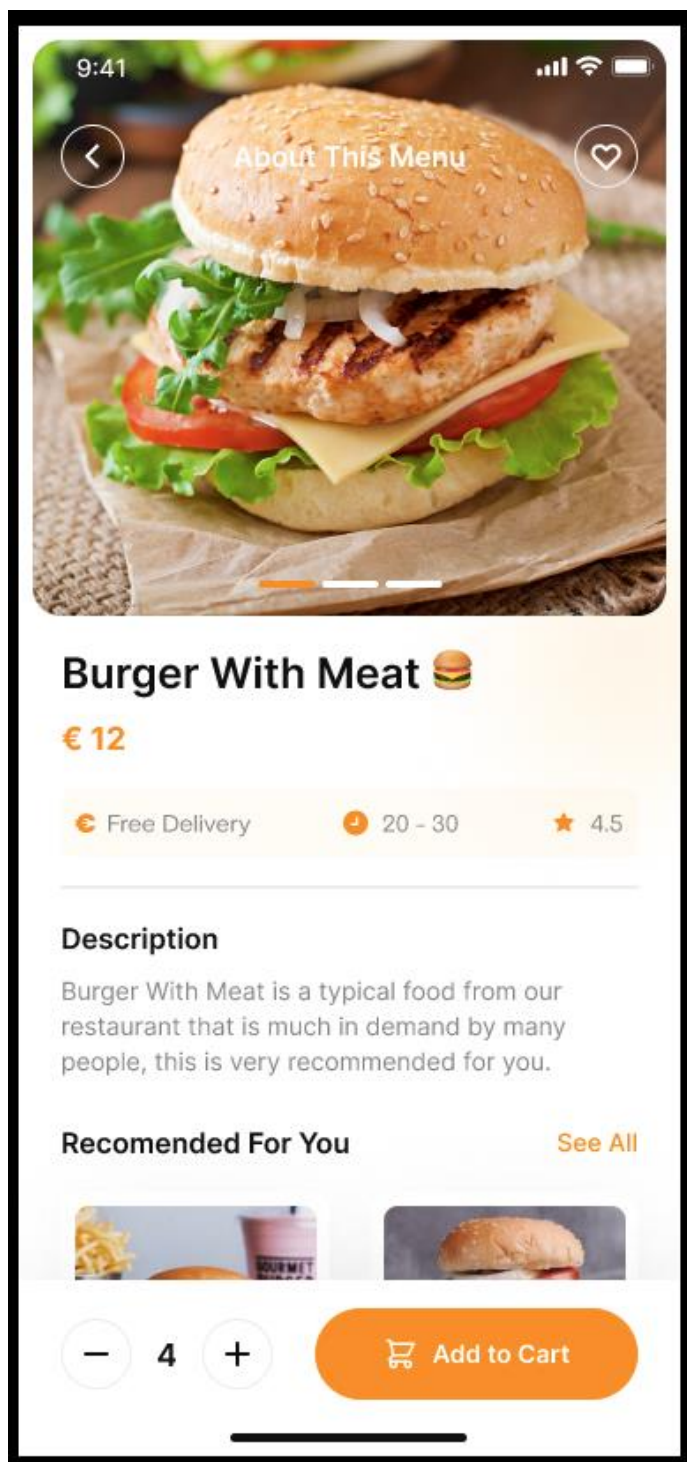 9:41
About This Menu
Burger With Meat 🍔
€ 12
Free Delivery
20 - 30
4.5
Description
Burger With Meat is a typical food from our
restaurant that is much in demand by many
people, this is very recommended for you.
Recomended For You
See All
GOURMET
− 4 +
Add to Cart